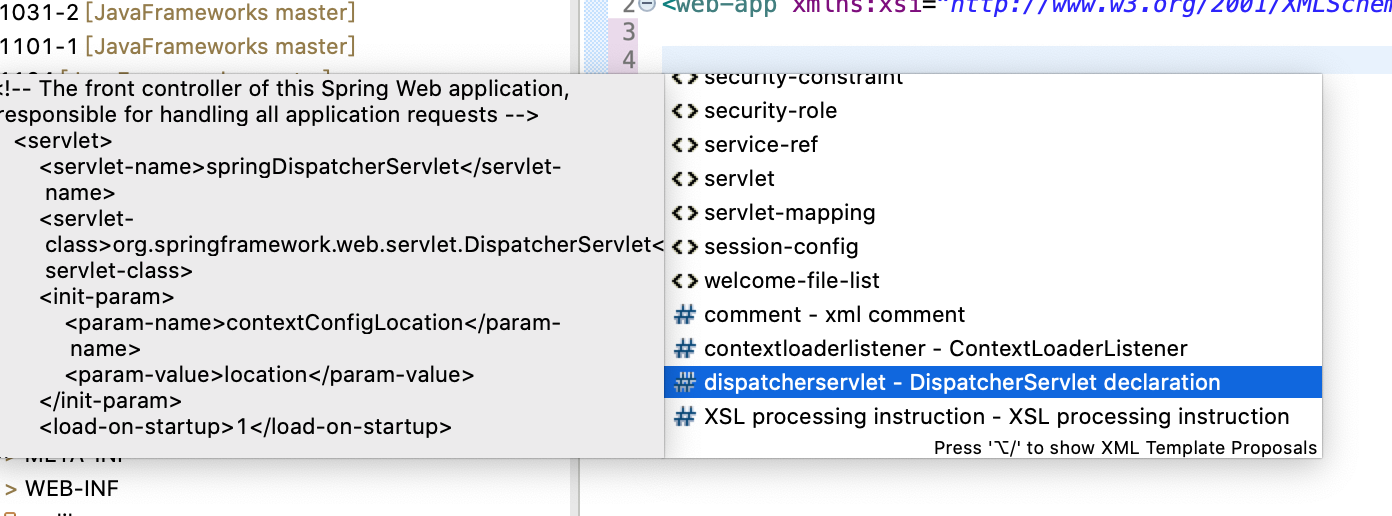 1031-2 [JavaFrameworks master]
1101-1 [JavaFrameworks master]
2 <web-app xmlns:xsi="http://www.w3.org/2001/XMLSchem
3
4
<!-- The front controller of this Spring Web application,
responsible for handling all application requests -->
<servlet>
<servlet-name>springDispatcherServlet</servlet-
name>
<servlet-
class>org.springframework.web.servlet.DispatcherServlet<
servlet-class>
<init-param>
<param-name>contextConfigLocation</param-
name>
<param-value>location</param-value>
</init-param>
<load-on-startup>1</load-on-startup>
security-constraint
security-role
service-ref
servlet
servlet-mapping
session-config
welcome-file-list
comment - xml comment
contextloaderlistener - ContextLoaderListener
dispatcherservlet - DispatcherServlet declaration
XSL processing instruction - XSL processing instruction
Press '⌥/' to show XML Template Proposals
> META-INF
> WEB-INF